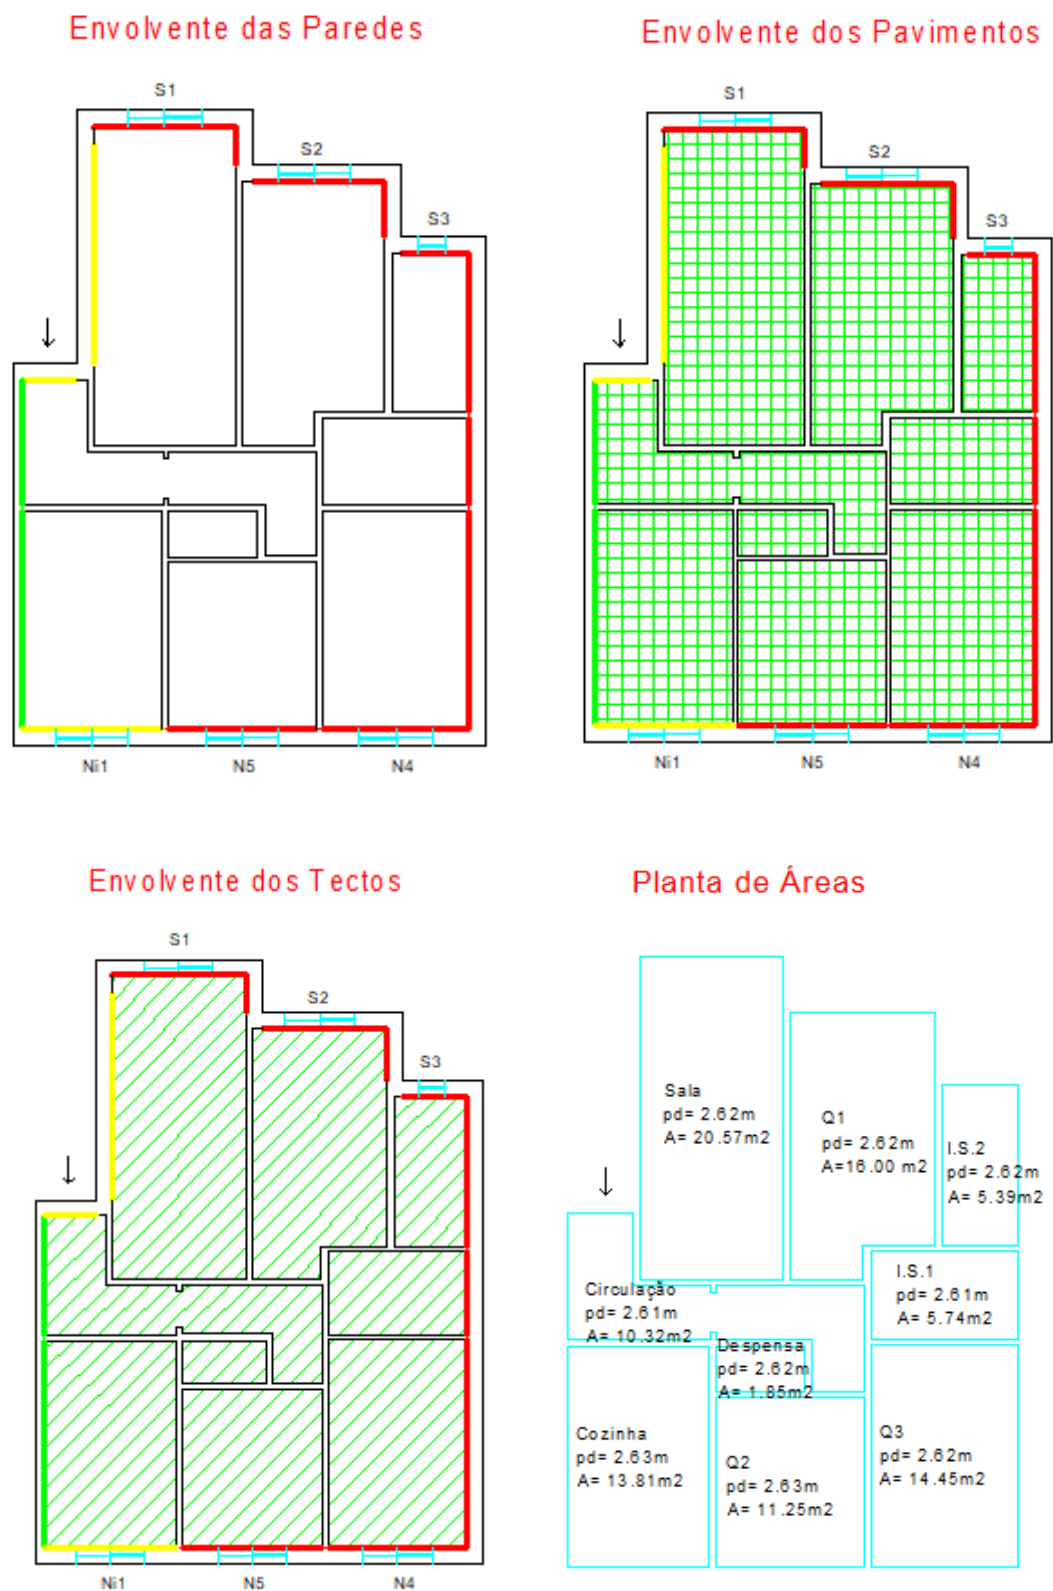 Envolvente das Paredes
Envolvente dos Pavimentos
S1
S2
S3
Ni1
N5
N4
S1
S2
S3
Ni1
N5
N4
Envolvente dos Tectos
Planta de Áreas
S1
S2
S3
Ni1
N5
N4
Sala
pd= 2.62m
A= 20.57m2
Q1
pd= 2.62m
A=16.00 m2
I.S.2
pd= 2.62m
A= 5.39m2
I.S.1
pd= 2.61m
A= 5.74m2
Circulação
pd= 2.61m
A= 10.32m2
Despensa
pd= 2.62m
A= 1.85m2
Cozinha
pd= 2.63m
A= 13.81m2
Q2
pd= 2.63m
A= 11.25m2
Q3
pd= 2.62m
A= 14.45m2